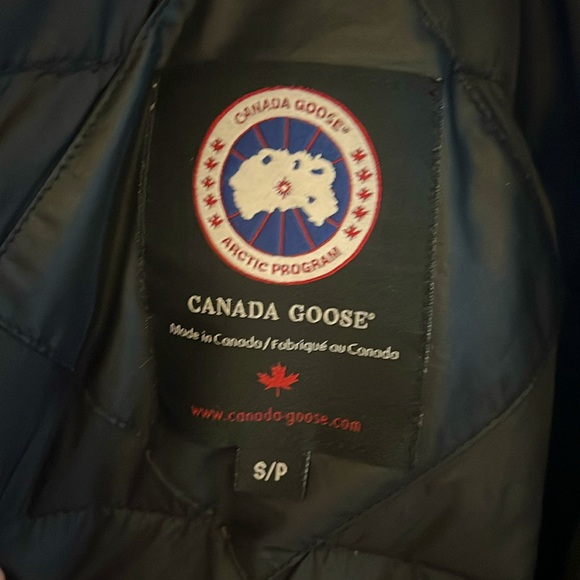 CANADA GOOSE®
ARCTIC PROGRAM
CANADA GOOSE®
Made in Canada/Fabriqué au Canada
www.canada-goose.com
S/P